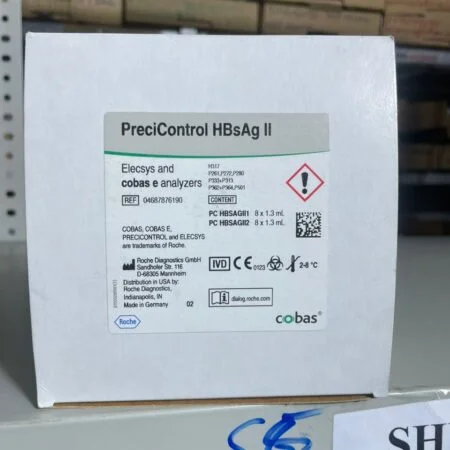 PreciControl HBsAg II
Elecsys and
cobas e analyzers
REF 04687876190
H317
P261,P272,P280
P333+P313
P362+P364,P501
CONTENT
PC HBSAGII1 8 x 1.3 mL
PC HBSAGII2 8 x 1.3 mL
COBAS, COBAS E,
PRECICONTROL and ELECSYS
are trademarks of Roche.
Roche Diagnostics GmbH
Sandhofer Str. 116
D-68305 Mannheim
Distribution in USA by:
Roche Diagnostics,
Indianapolis, IN
Made in Germany 02
IVD CE 0123 2-8 °C
dialog.roche.com
Roche
cobas®